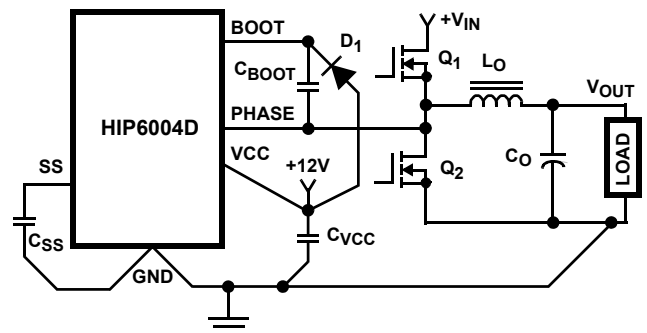 +VIN
BOOT
D1
CBOOT
Q1
LO
VOUT
PHASE
HIP6004D
VCC
SS
+12V
Q2
CO
LOAD
CSS
CVCC
GND